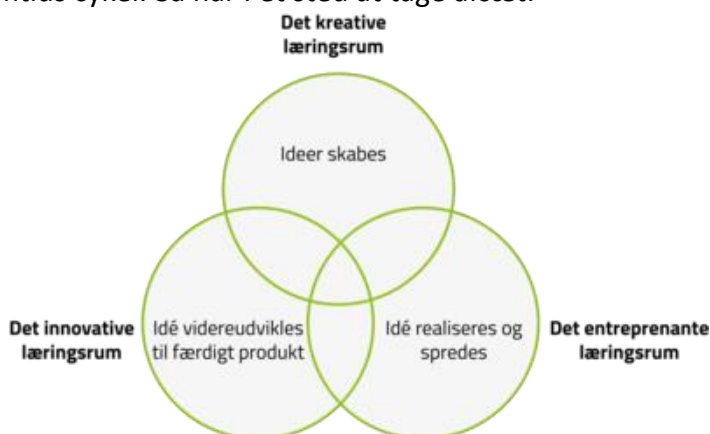 Det kreative
læringsrum
Ideer skabes
Det innovative
læringsrum
Idé videreudvikles
til færdigt produkt
Idé realiseres og
spredes
Det entreprenante
læringsrum